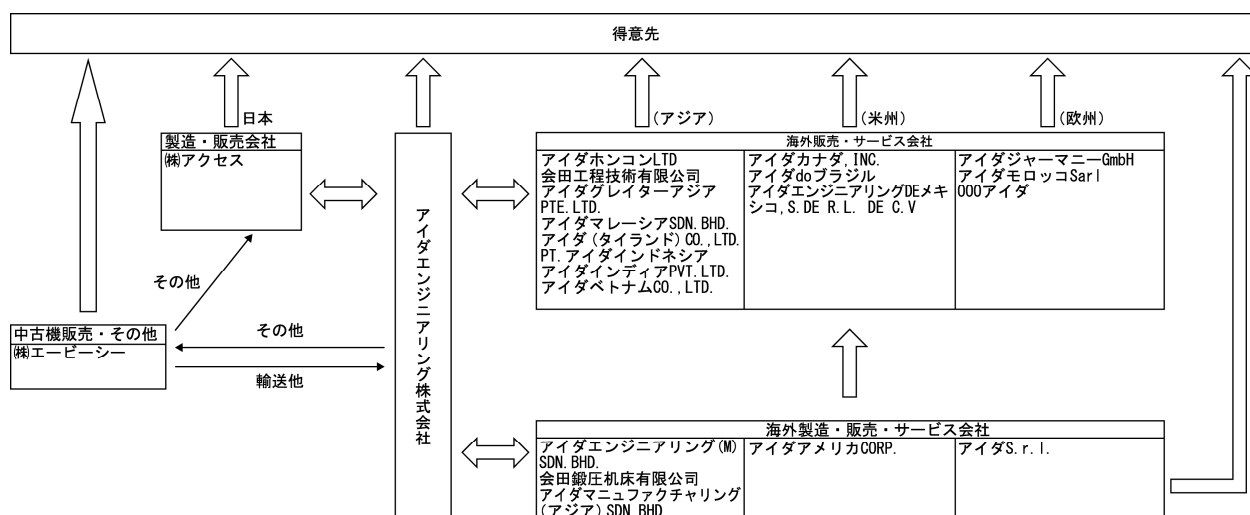 得意先
日本
(アジア)
(米州)
(欧州)
製造・販売会社
㈱アクセス
アイダエンジニアリング株式会社
海外販売・サービス会社
アイダホンコンLTD
会田工程技術有限公司
アイダグレイターアジア
PTE.LTD.
アイダマレーシアSDN.BHD.
アイダ(タイランド)CO.,LTD.
PT.アイダインドネシア
アイダインディアPVT.LTD.
アイダベトナムCO.,LTD.
アイダカナダ,INC.
アイダdoブラジル
アイダエンジニアリングDEメキ
シコ,S.DE R.L. DE C.V
アイダジャーマニーGmbH
アイダモロッコSarl
OOOアイダ
その他
中古機販売・その他
㈱エービーシー
その他
輸送他
海外製造・販売・サービス会社
アイダエンジニアリング(M)
SDN.BHD.
会田鍛圧机床有限公司
アイダマニュファクチャリング
(アジア)SDN.BHD
アイダアメリカCORP.
アイダS.r.l.